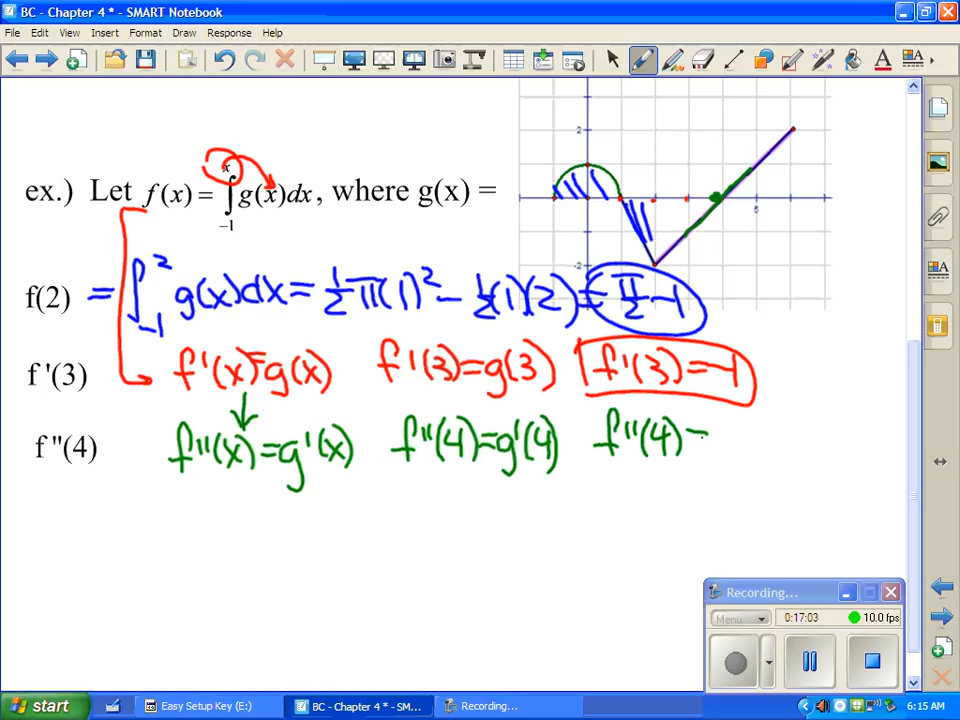 BC - Chapter 4 * - SMART Notebook
File Edit View Insert Format Draw Response Help
2
ex.) Let f(x) = ∫_{-1}^{x} g(x)dx, where g(x) =
-2
f(2) = ∫_{-1}^{2} g(x)dx = 1/2 π(1)^2 - 1/2(1)(2) = π/2 - 1
f '(3) f'(x)=g(x) f'(3)=g(3) f'(3)=-1
f ''(4) f''(x)=g'(x) f''(4)=g'(4) f''(4)=
Recording...
Menu 0:17:03 10.0 fps
start Easy Setup Key (E:) BC - Chapter 4 * - SM... Recording... 6:15 AM